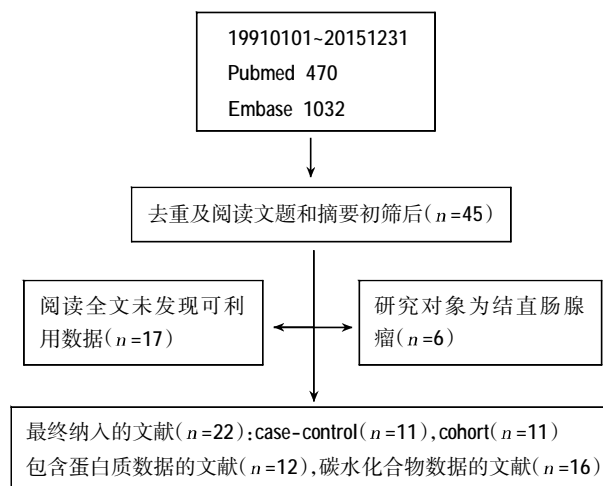 19910101~20151231
Pubmed 470
Embase 1032
去重及阅读文题和摘要初筛后(n=45)
阅读全文未发现可利
用数据(n=17)
研究对象为结直肠腺
瘤(n=6)
最终纳入的文献(n=22):case-control(n=11),cohort(n=11)
包含蛋白质数据的文献(n=12),碳水化合物数据的文献(n=16)